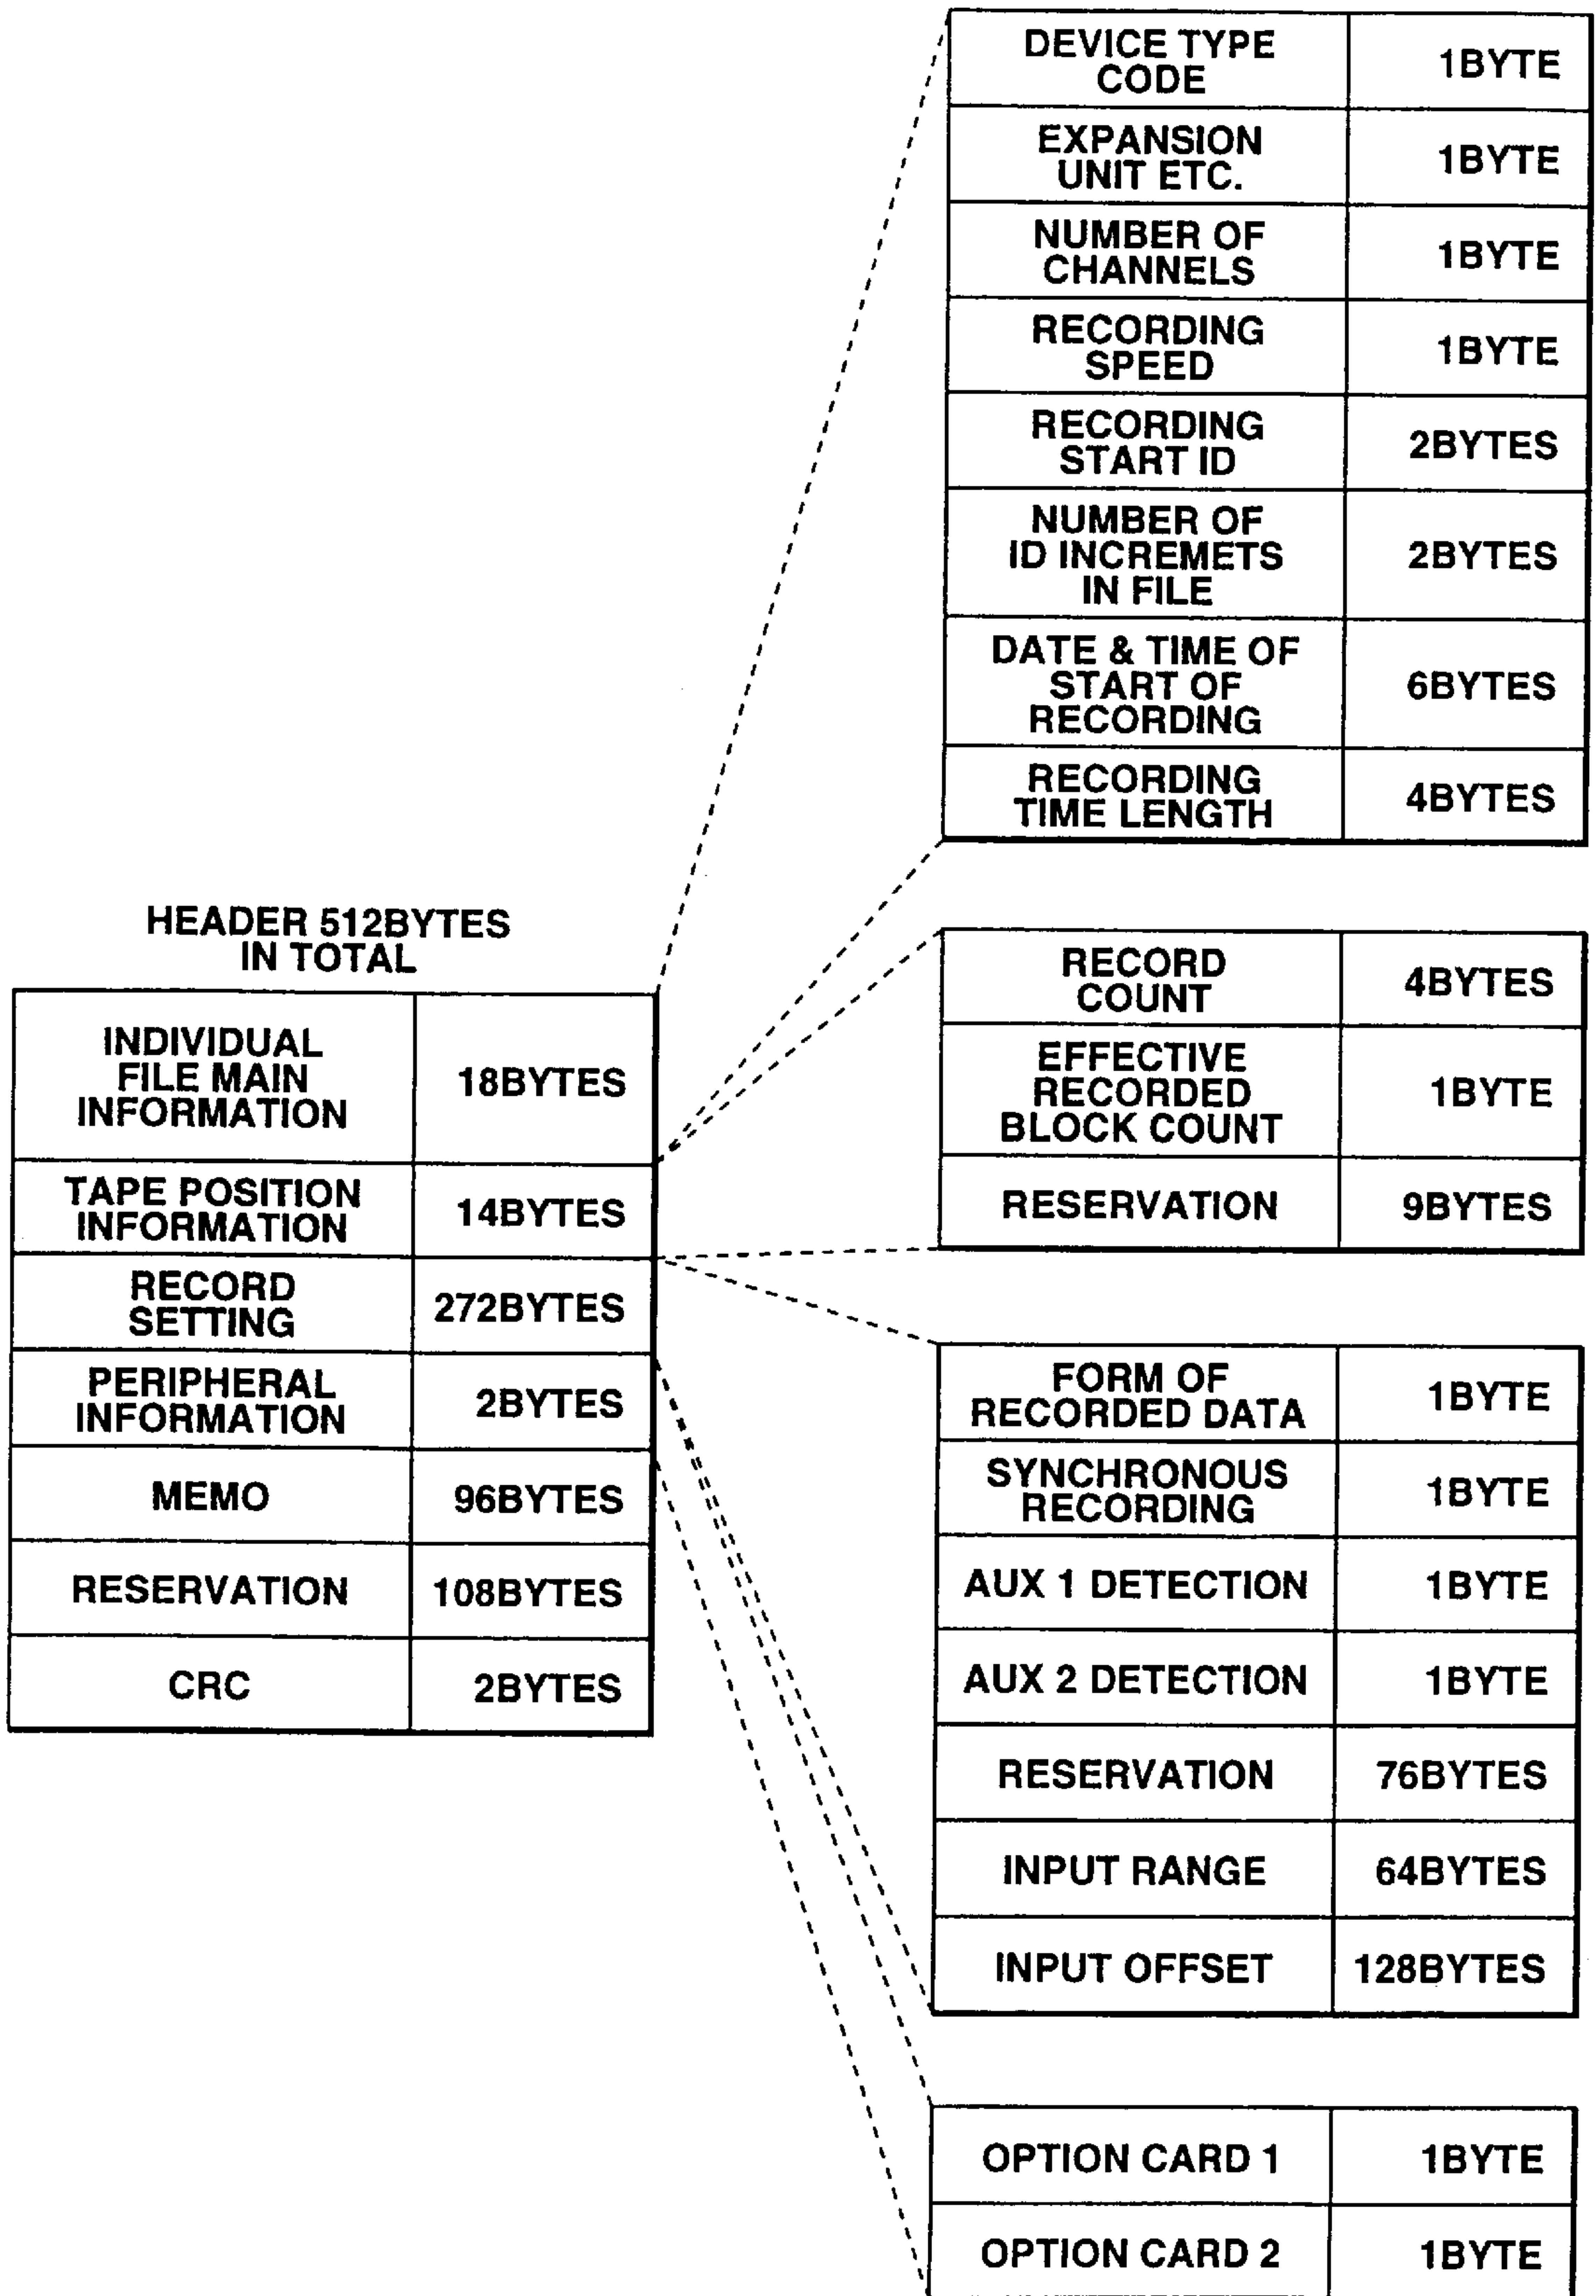 DEVICE TYPE
CODE
1BYTE
EXPANSION
UNIT ETC.
1BYTE
NUMBER OF
CHANNELS
1BYTE
RECORDING
SPEED
1BYTE
RECORDING
START ID
2BYTES
NUMBER OF
ID INCREMETS
IN FILE
2BYTES
DATE & TIME OF
START OF
RECORDING
6BYTES
RECORDING
TIME LENGTH
4BYTES
HEADER 512BYTES
IN TOTAL
INDIVIDUAL
FILE MAIN
INFORMATION
18BYTES
TAPE POSITION
INFORMATION
14BYTES
RECORD
SETTING
272BYTES
PERIPHERAL
INFORMATION
2BYTES
MEMO
96BYTES
RESERVATION
108BYTES
CRC
2BYTES
RECORD
COUNT
4BYTES
EFFECTIVE
RECORDED
BLOCK COUNT
1BYTE
RESERVATION
9BYTES
FORM OF
RECORDED DATA
1BYTE
SYNCHRONOUS
RECORDING
1BYTE
AUX 1 DETECTION
1BYTE
AUX 2 DETECTION
1BYTE
RESERVATION
76BYTES
INPUT RANGE
64BYTES
INPUT OFFSET
128BYTES
OPTION CARD 1
1BYTE
OPTION CARD 2
1BYTE